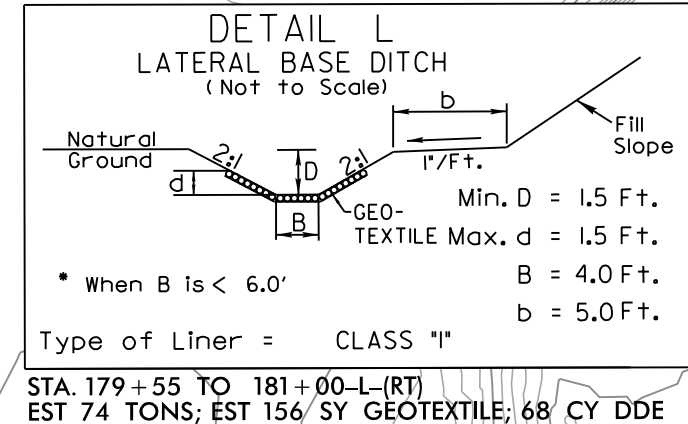 DETAIL L
LATERAL BASE DITCH
(Not to Scale)
b
Natural
Ground
2:1
D
2:1
1"/Ft.
Fill
Slope
d
B
GEO-
TEXTILE
Min. D = 1.5 Ft.
Max. d = 1.5 Ft.
B = 4.0 Ft.
b = 5.0 Ft.
* When B is < 6.0'
Type of Liner = CLASS "I"
STA. 179+55 TO 181+00-L-(RT)
EST 74 TONS; EST 156 SY GEOTEXTILE; 68 CY DDE